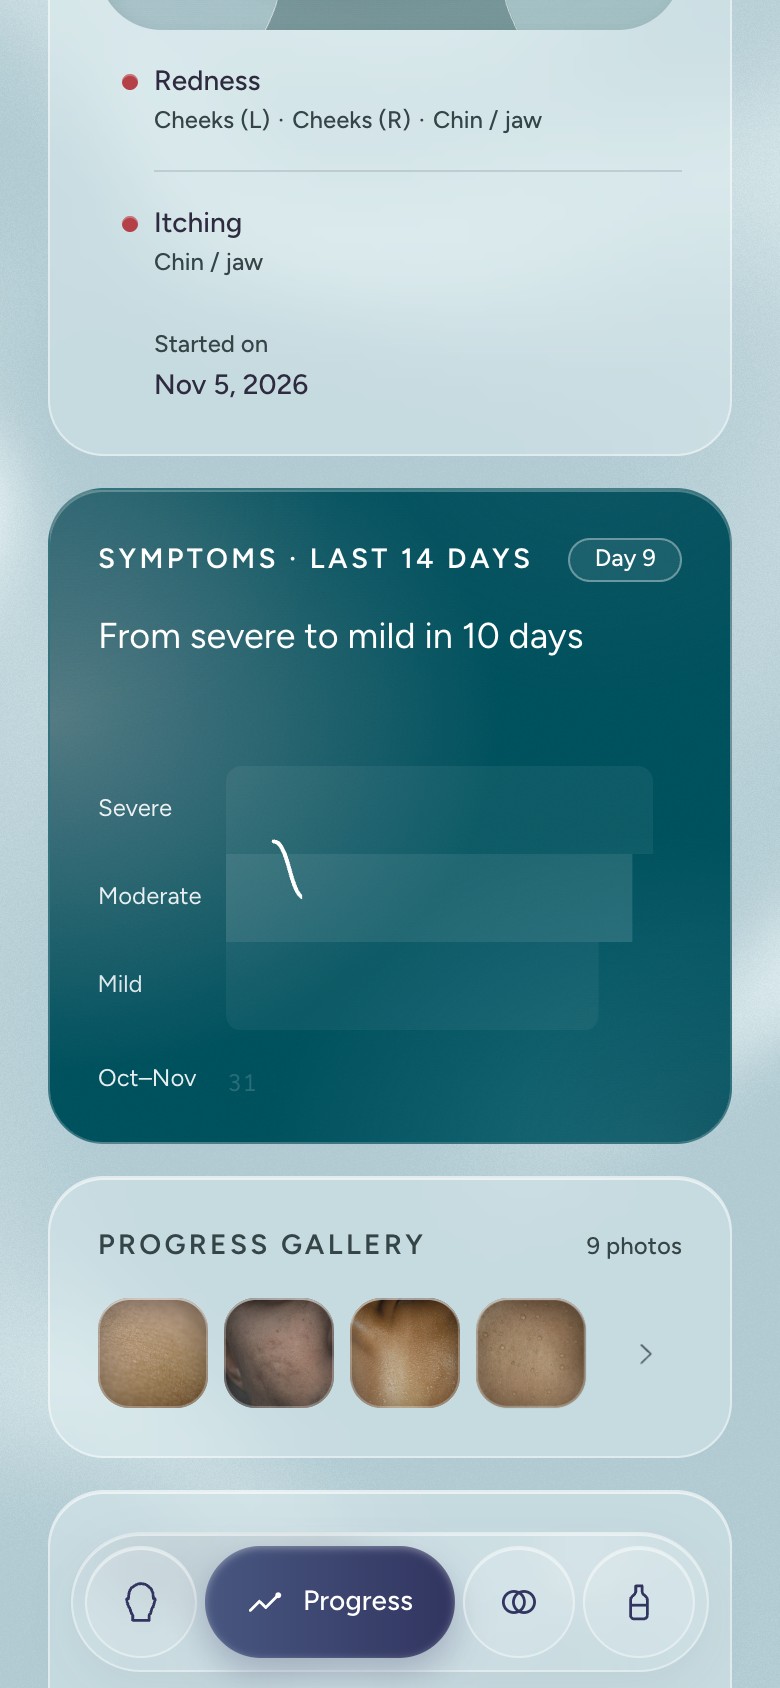 Redness
Cheeks (L) · Cheeks (R) · Chin / jaw
Itching
Chin / jaw
Started on
Nov 5, 2026
SYMPTOMS · LAST 14 DAYS
Day 9
From severe to mild in 10 days
Severe
Moderate
Mild
Oct–Nov
31
PROGRESS GALLERY
9 photos
Progress